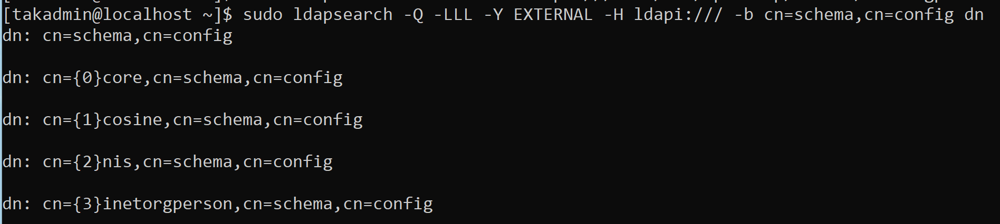 [takadmin@localhost ~]$ sudo ldapsearch -Q -LLL -Y EXTERNAL -H ldapi:/// -b cn=schema,cn=config dn
dn: cn=schema,cn=config
dn: cn={0}core,cn=schema,cn=config
dn: cn={1}cosine,cn=schema,cn=config
dn: cn={2}nis,cn=schema,cn=config
dn: cn={3}inetorgperson,cn=schema,cn=config